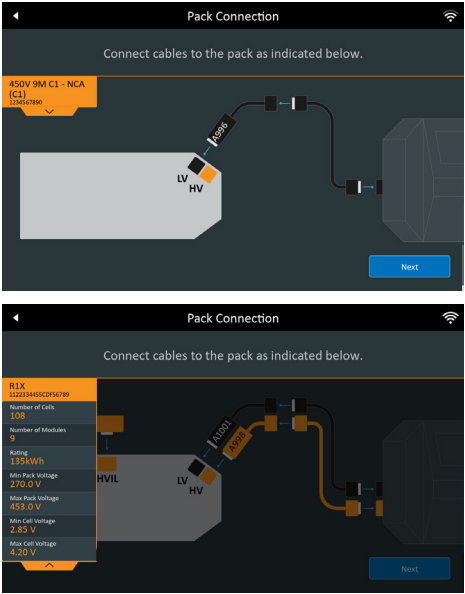 Pack Connection
Connect cables to the pack as indicated below.
450V 9M C1 - NCA
(C1)
1234567890
A996
LV
HV
Next
Pack Connection
Connect cables to the pack as indicated below.
R1X
1122334455CDF56789
Number of Cells
108
Number of Modules
9
Rating
135kWh
Min Pack Voltage
270.0 V
Max Pack Voltage
453.0 V
Min Cell Voltage
2.85 V
Max Cell Voltage
4.20 V
HVIL
A1001
A998
LV
HV
Next